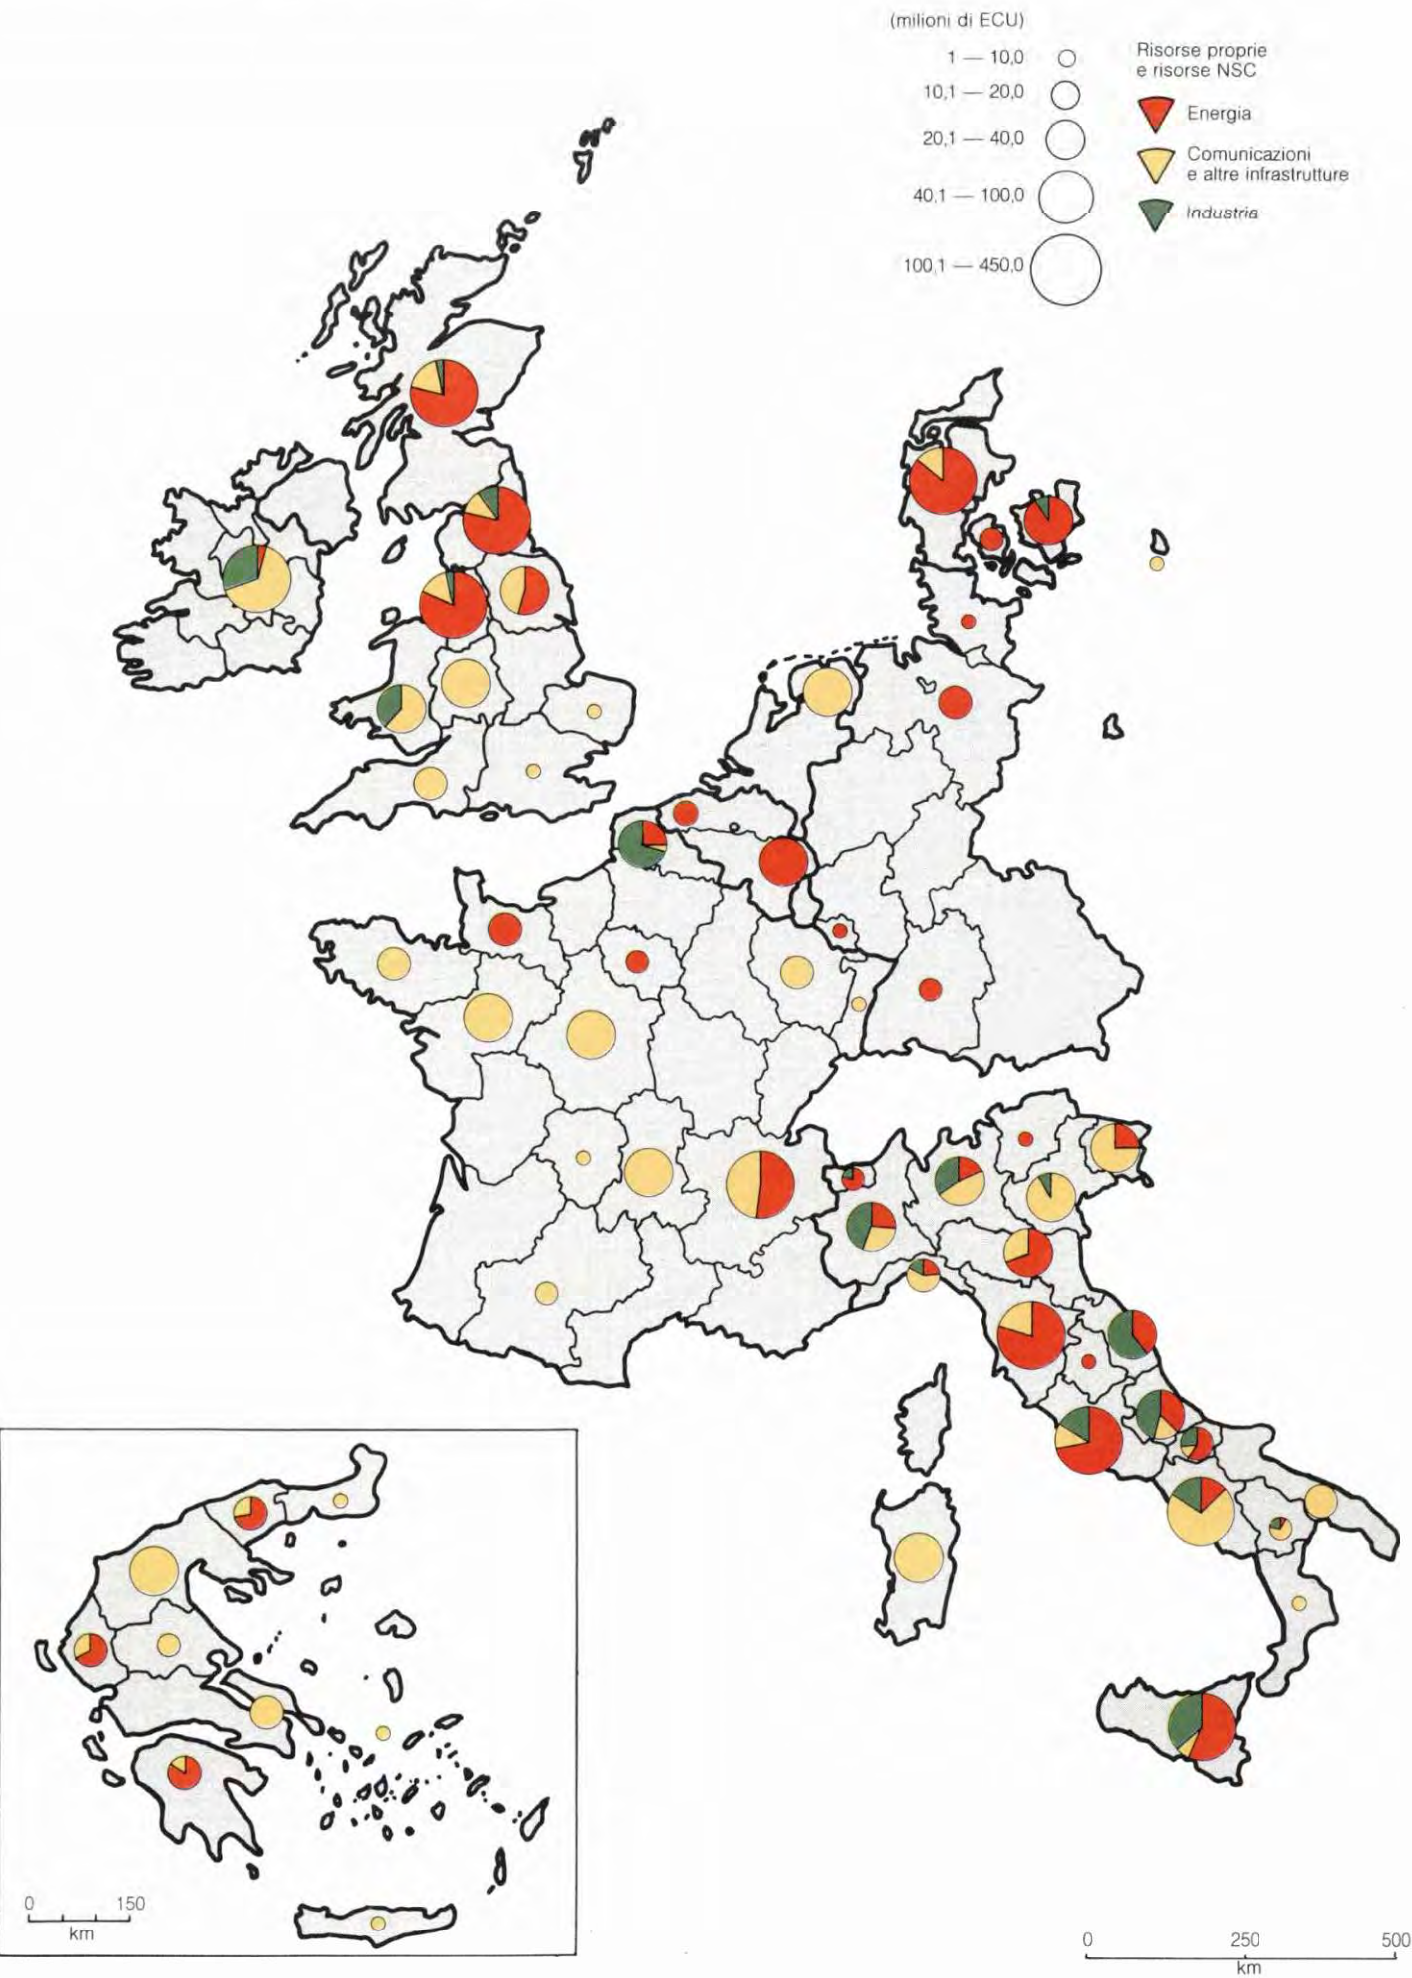 (milioni di ECU)
1 — 10,0
10,1 — 20,0
20,1 — 40,0
40,1 — 100,0
100,1 — 450,0
Risorse proprie
e risorse NSC
Energia
Comunicazioni
e altre infrastrutture
Industria
0 150
km
0 250 500
km